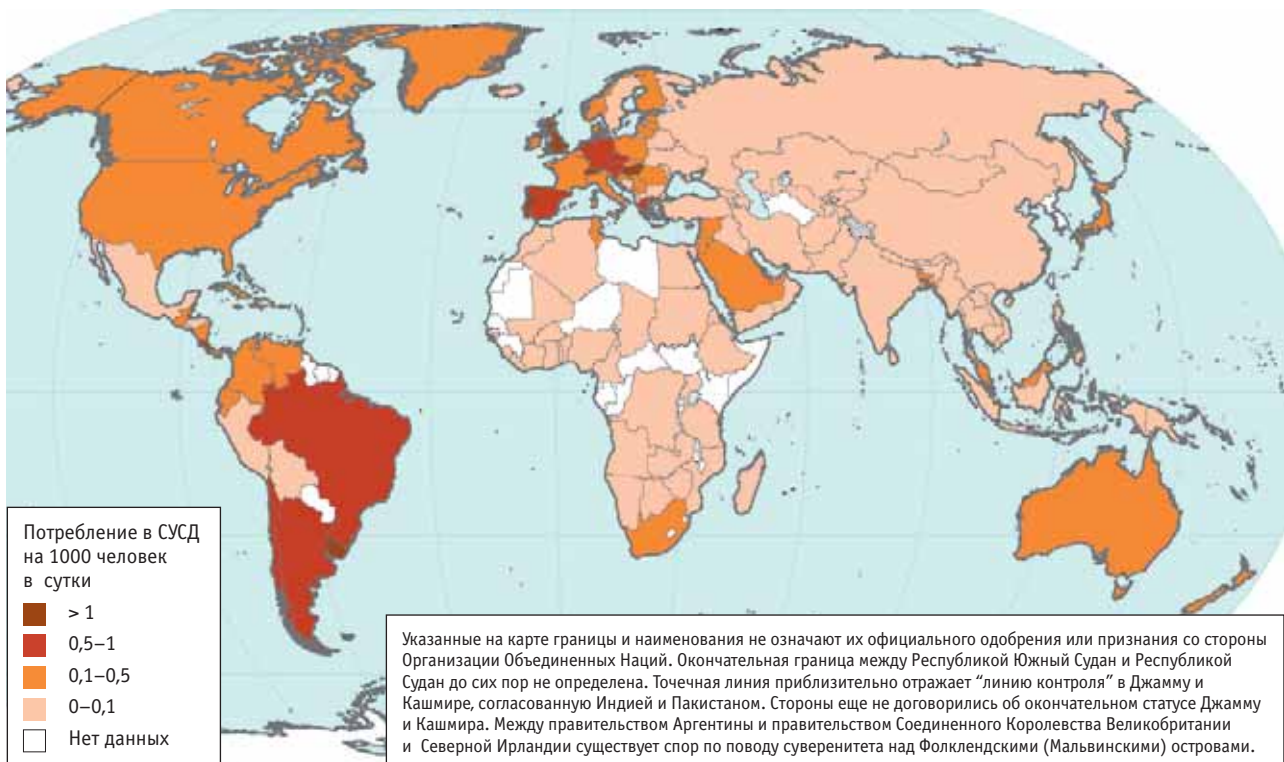 Потребление в СУСД
на 1000 человек
в сутки
> 1
0,5–1
0,1–0,5
0–0,1
Нет данных
Указанные на карте границы и наименования не означают их официального одобрения или признания со стороны
Организации Объединенных Наций. Окончательная граница между Республикой Южный Судан и Республикой
Судан до сих пор не определена. Точечная линия приблизительно отражает “линию контроля” в Джамму и
Кашмире, согласованную Индией и Пакистаном. Стороны еще не договорились об окончательном статусе Джамму
и Кашмира. Между правительством Аргентины и правительством Соединенного Королевства Великобритании
и Северной Ирландии существует спор по поводу суверенитета над Фолклендскими (Мальвинскими) островами.